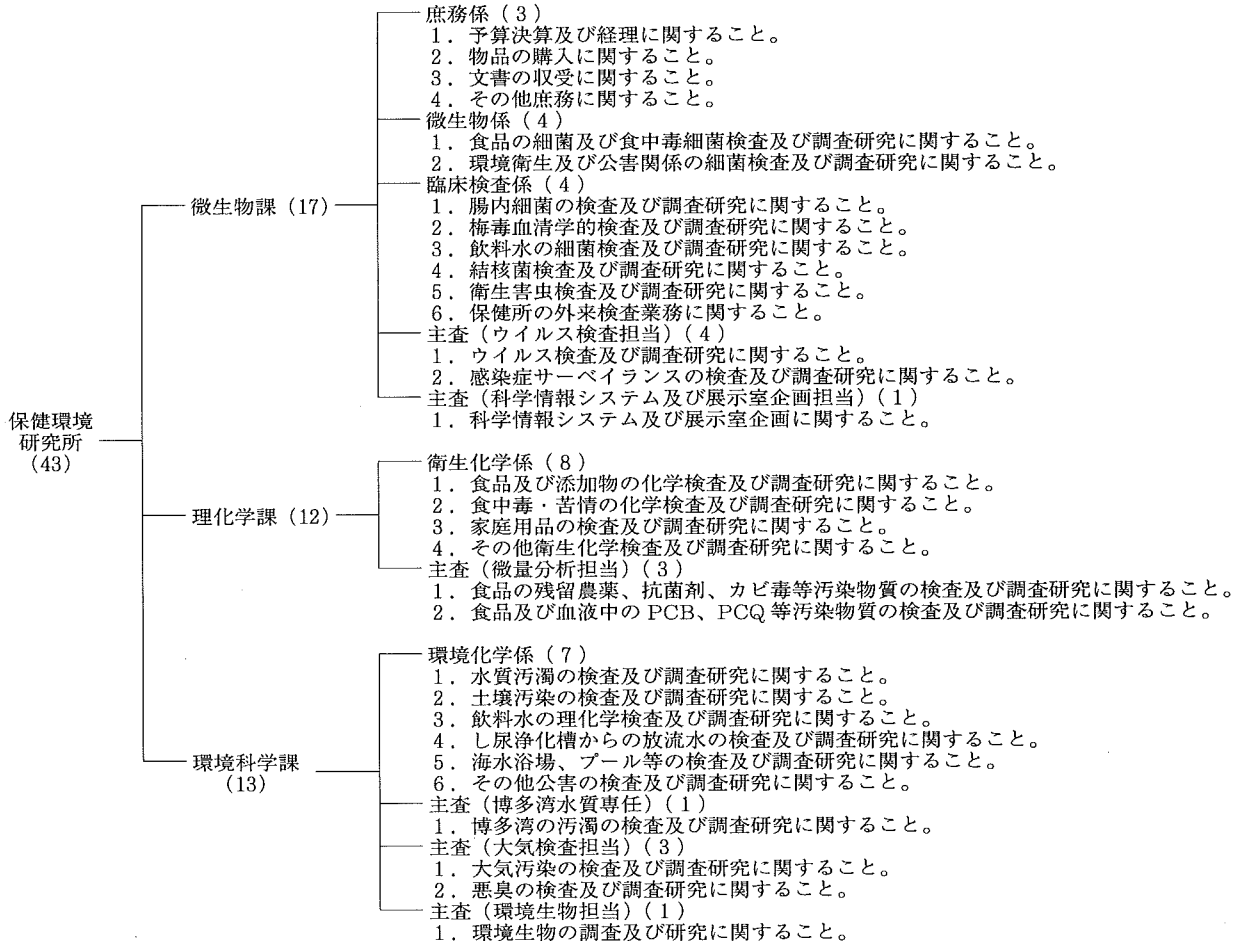 保健環境
研究所
(43)
微生物課 (17)
庶務係 ( 3 )
1．予算決算及び経理に関すること。
2．物品の購入に関すること。
3．文書の収受に関すること。
4．その他庶務に関すること。
微生物係 ( 4 )
1．食品の細菌及び食中毒細菌検査及び調査研究に関すること。
2．環境衛生及び公害関係の細菌検査及び調査研究に関すること。
臨床検査係 ( 4 )
1．腸内細菌の検査及び調査研究に関すること。
2．梅毒血清学的検査及び調査研究に関すること。
3．飲料水の細菌検査及び調査研究に関すること。
4．結核菌検査及び調査研究に関すること。
5．衛生害虫検査及び調査研究に関すること。
6．保健所の外来検査業務に関すること。
主査（ウイルス検査担当）( 4 )
1．ウイルス検査及び調査研究に関すること。
2．感染症サーベイランスの検査及び調査研究に関すること。
主査（科学情報システム及び展示室企画担当）( 1 )
1．科学情報システム及び展示室企画に関すること。
理化学課 (12)
衛生化学係 ( 8 )
1．食品及び添加物の化学検査及び調査研究に関すること。
2．食中毒・苦情の化学検査及び調査研究に関すること。
3．家庭用品の検査及び調査研究に関すること。
4．その他衛生化学検査及び調査研究に関すること。
主査（微量分析担当）( 3 )
1．食品の残留農薬、抗菌剤、カビ毒等汚染物質の検査及び調査研究に関すること。
2．食品及び血液中の PCB、PCQ 等汚染物質の検査及び調査研究に関すること。
環境科学課
(13)
環境化学係 ( 7 )
1．水質汚濁の検査及び調査研究に関すること。
2．土壌汚染の検査及び調査研究に関すること。
3．飲料水の理化学検査及び調査研究に関すること。
4．し尿浄化槽からの放流水の検査及び調査研究に関すること。
5．海水浴場、プール等の検査及び調査研究に関すること。
6．その他公害の検査及び調査研究に関すること。
主査（博多湾水質専任）( 1 )
1．博多湾の汚濁の検査及び調査研究に関すること。
主査（大気検査担当）( 3 )
1．大気汚染の検査及び調査研究に関すること。
2．悪臭の検査及び調査研究に関すること。
主査（環境生物担当）( 1 )
1．環境生物の調査及び研究に関すること。